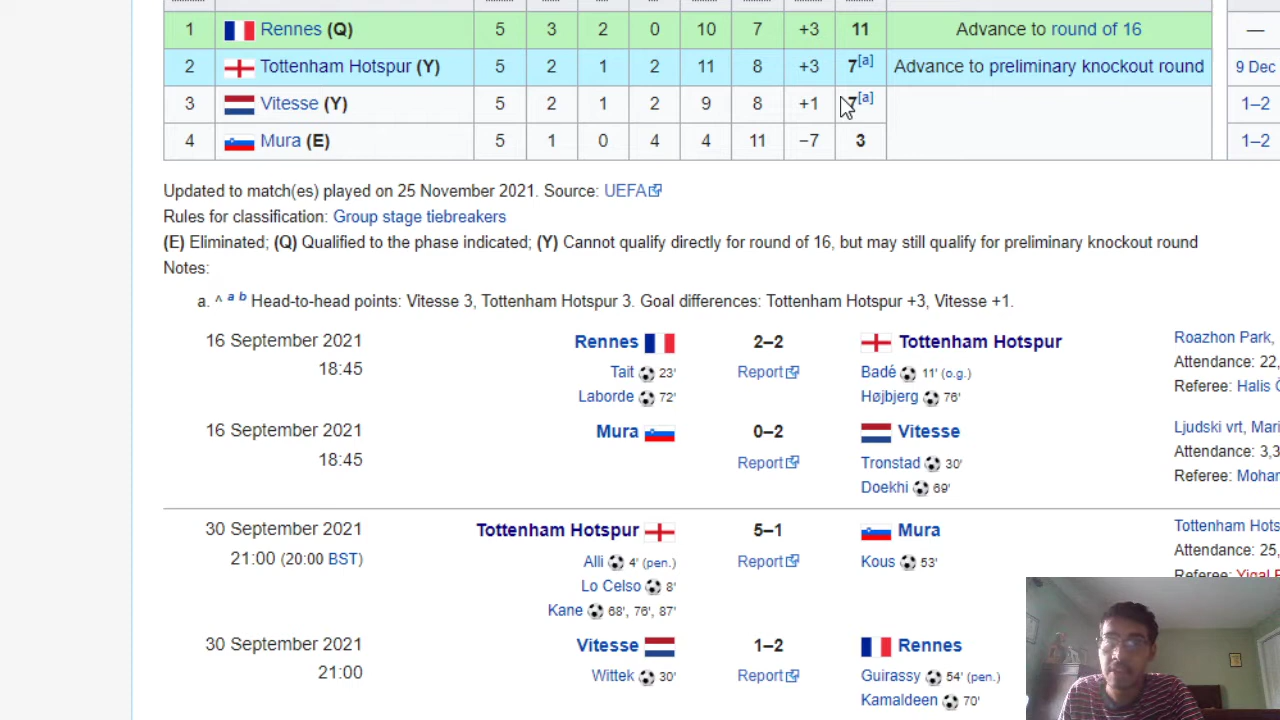 1 Rennes (Q) 5 3 2 0 10 7 +3 11 Advance to round of 16 —
2 Tottenham Hotspur (Y) 5 2 1 2 11 8 +3 7[a] Advance to preliminary knockout round 9 Dec
3 Vitesse (Y) 5 2 1 2 9 8 +1 7[a] 1–2
4 Mura (E) 5 1 0 4 4 11 −7 3 1–2
Updated to match(es) played on 25 November 2021. Source: UEFA
Rules for classification: Group stage tiebreakers
(E) Eliminated; (Q) Qualified to the phase indicated; (Y) Cannot qualify directly for round of 16, but may still qualify for preliminary knockout round
Notes:
a. ^ a b Head-to-head points: Vitesse 3, Tottenham Hotspur 3. Goal differences: Tottenham Hotspur +3, Vitesse +1.
16 September 2021 Rennes 2–2 Tottenham Hotspur Roazhon Park,
18:45 Tait 23' Report Badé 11' (o.g.) Attendance: 22,
Laborde 72' Højbjerg 76' Referee: Halis
16 September 2021 Mura 0–2 Vitesse Ljudski vrt, Mari
18:45 Report Tronstad 30' Attendance: 3,3
Doekhi 69' Referee: Mohar
30 September 2021 Tottenham Hotspur 5–1 Mura Tottenham Hots
21:00 (20:00 BST) Alli 4' (pen.) Report Kous 53' Attendance: 25,
Lo Celso 8' Referee: Yigal
Kane 68', 76', 87'
30 September 2021 Vitesse 1–2 Rennes
21:00 Wittek 30' Report Guirassy 54' (pen.)
Kamaldeen 70'